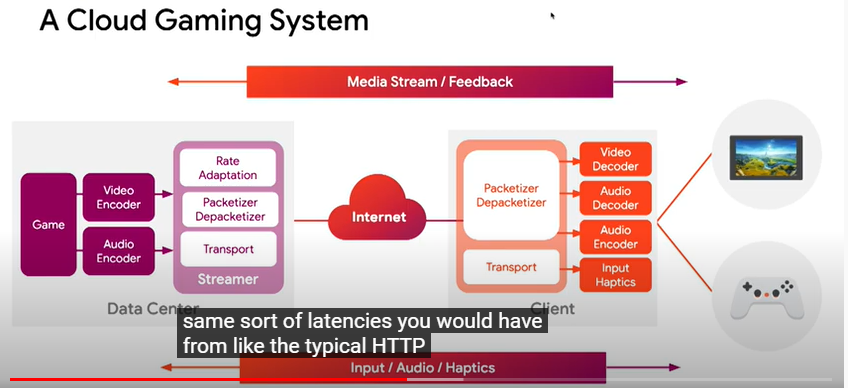 A Cloud Gaming System
Media Stream / Feedback
Game
Video
Encoder
Audio
Encoder
Rate
Adaptation
Packetizer
Depacketizer
Transport
Streamer
Data Center
Internet
Packetizer
Depacketizer
Transport
Video
Decoder
Audio
Decoder
Audio
Encoder
Input
Haptics
Client
same sort of latencies you would have
from like the typical HTTP
Input / Audio / Haptics